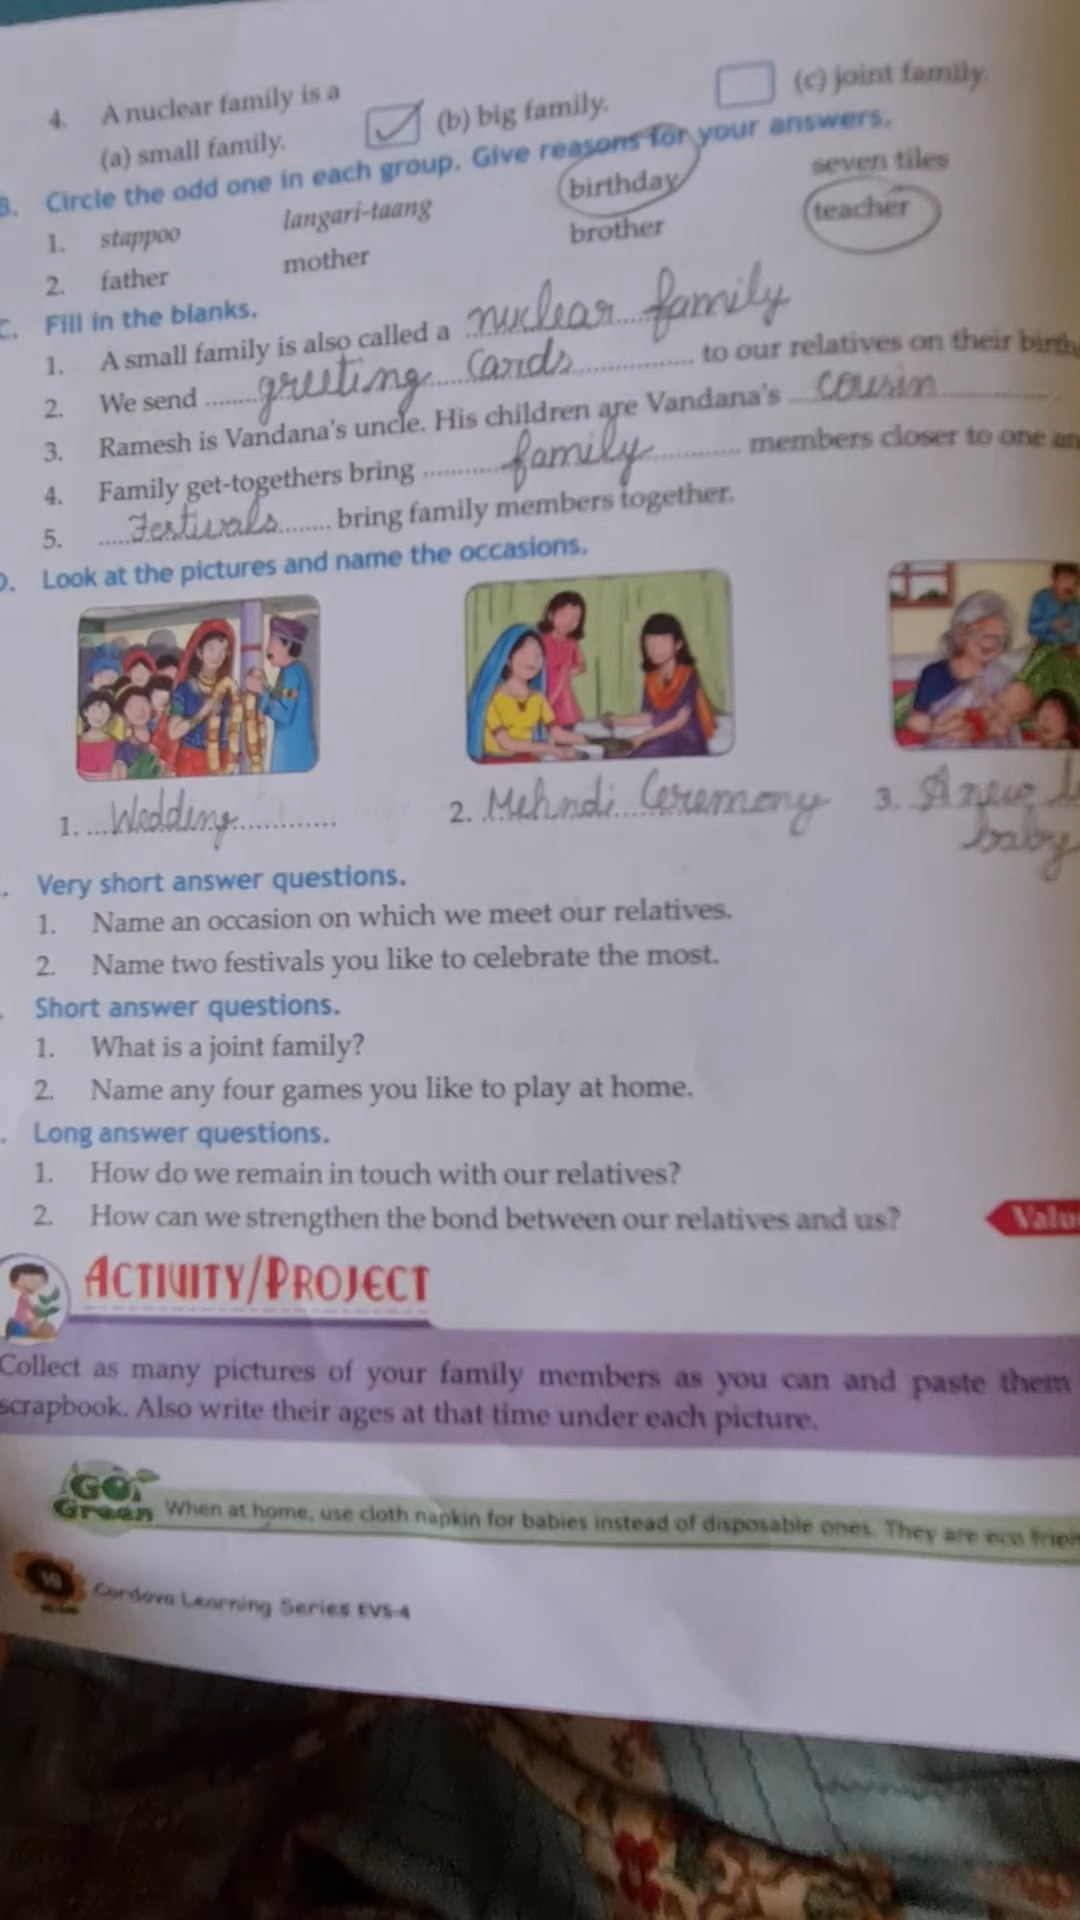 4. A nuclear family is a
(a) small family. (b) big family. (c) joint family.
B. Circle the odd one in each group. Give reasons for your answers.
1. stappoo langari-taang birthday seven tiles
2. father mother brother teacher
C. Fill in the blanks.
1. A small family is also called a nuclear family
2. We send greeting cards to our relatives on their
3. Ramesh is Vandana's uncle. His children are Vandana's cousin.
4. Family get-togethers bring family members closer to one
5. Festivals bring family members together.
D. Look at the pictures and name the occasions.
1. Wedding 2. Mehndi Ceremony 3. A new
baby
Very short answer questions.
1. Name an occasion on which we meet our relatives.
2. Name two festivals you like to celebrate the most.
Short answer questions.
1. What is a joint family?
2. Name any four games you like to play at home.
Long answer questions.
1. How do we remain in touch with our relatives?
2. How can we strengthen the bond between our relatives and us?
ACTIVITY/PROJECT
Collect as many pictures of your family members as you can and paste them
scrapbook. Also write their ages at that time under each picture.
GO Green When at home, use cloth napkin for babies instead of disposable ones. They are eco
Cordova Learning Series EVS-4